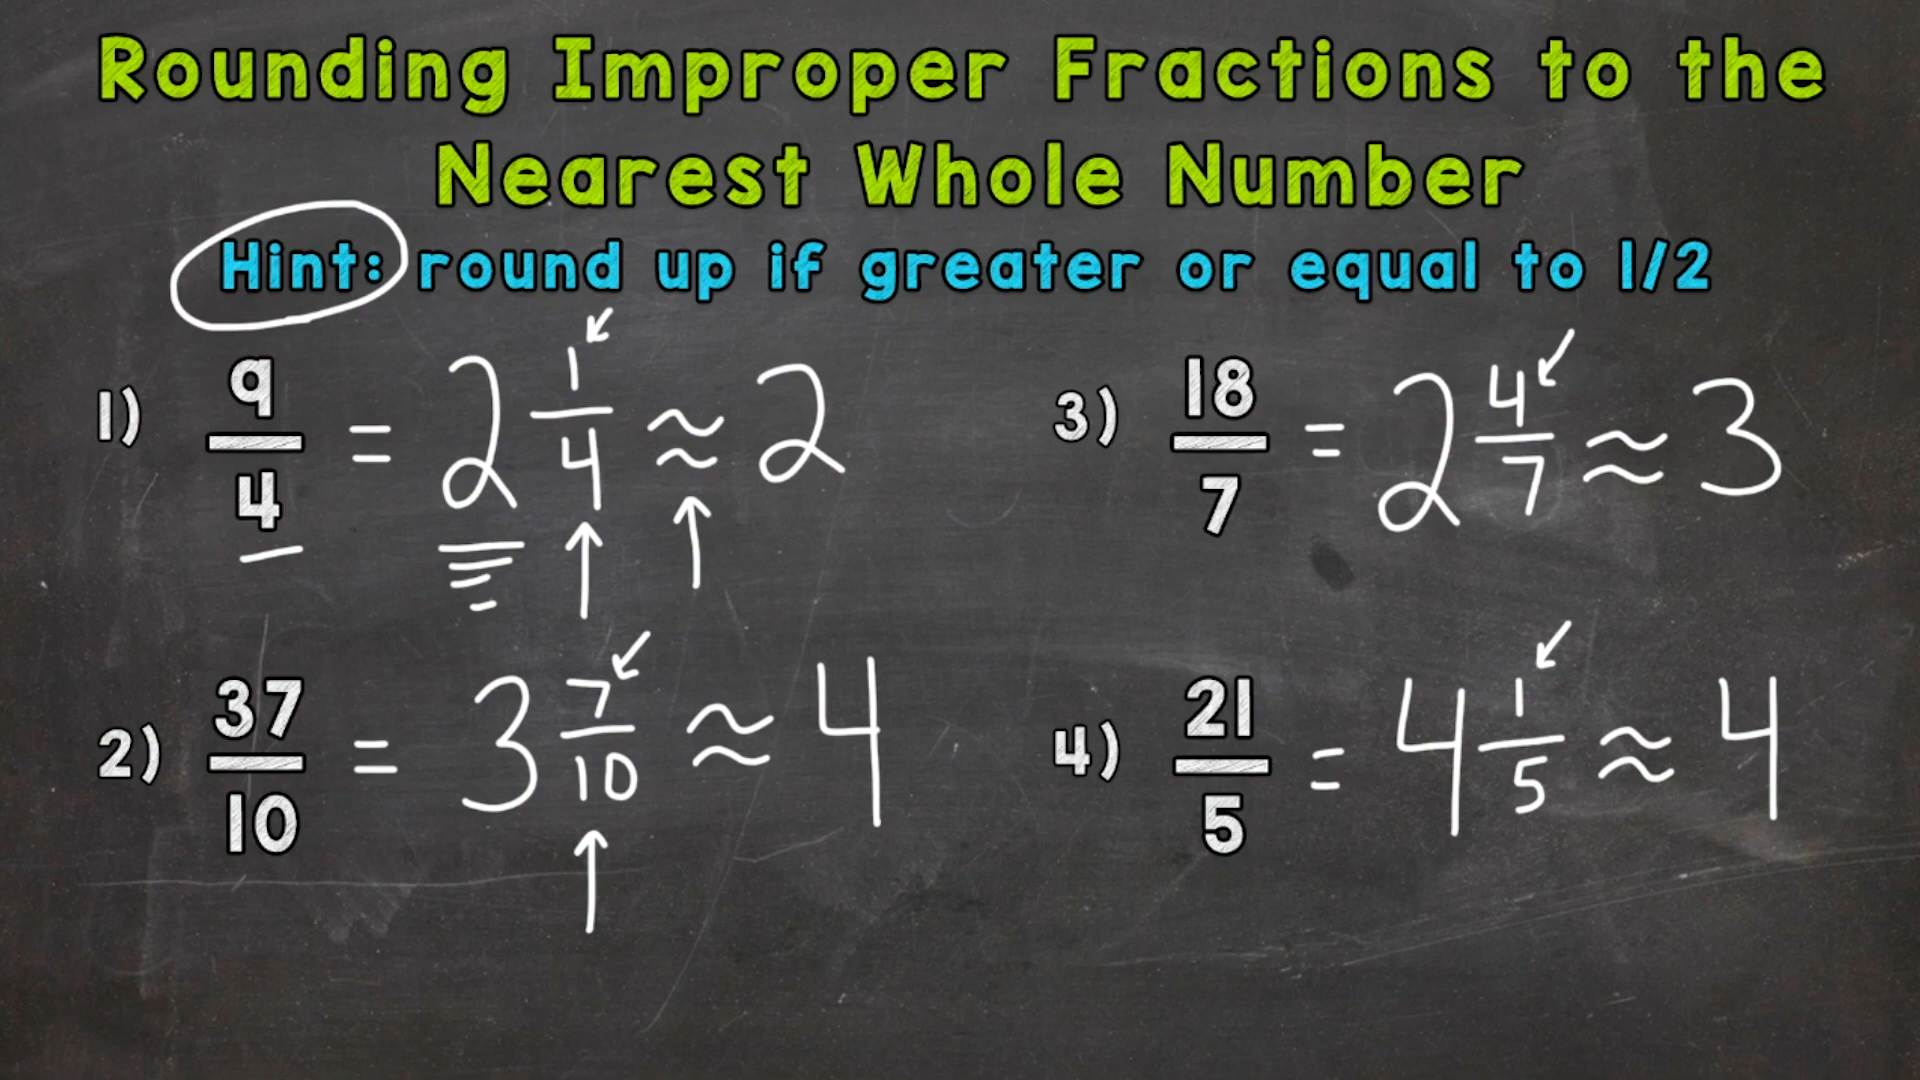 Rounding Improper Fractions to the
Nearest Whole Number
Hint: round up if greater or equal to 1/2
1) 9/4 = 2 1/4 ≈ 2
2) 37/10 = 3 7/10 ≈ 4
3) 18/7 = 2 4/7 ≈ 3
4) 21/5 = 4 1/5 ≈ 4